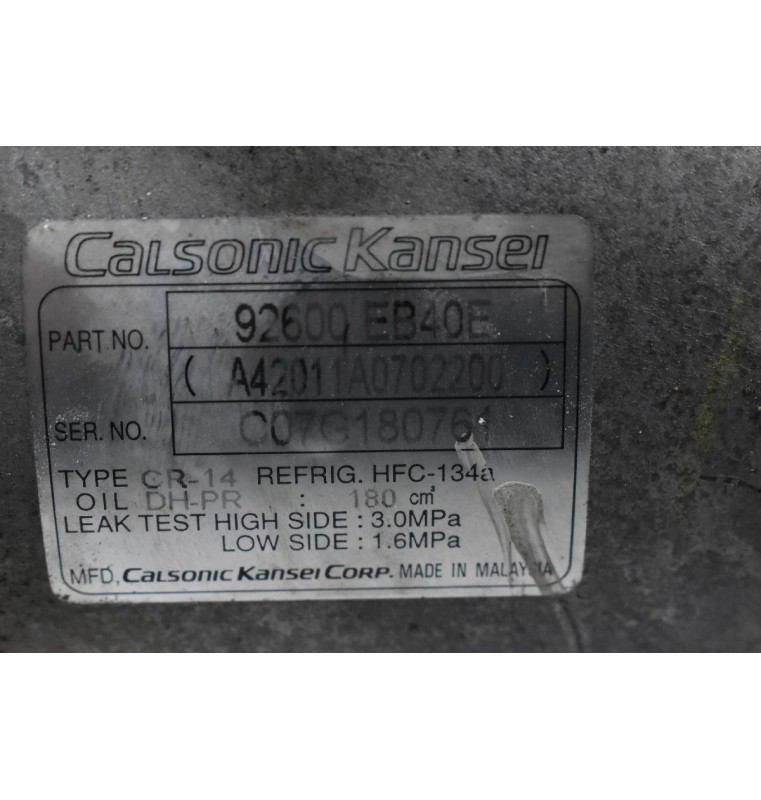 Calsonic Kansei
PART NO. 92600 EB40E
( A42011A0702200 )
SER. NO. C07G180761
TYPE CR-14 REFRIG. HFC-134a
OIL DH-PR : 180 cm³
LEAK TEST HIGH SIDE : 3.0MPa
LOW SIDE : 1.6MPa
MFD. CALSONIC KANSEI CORP. MADE IN MALAYSIA